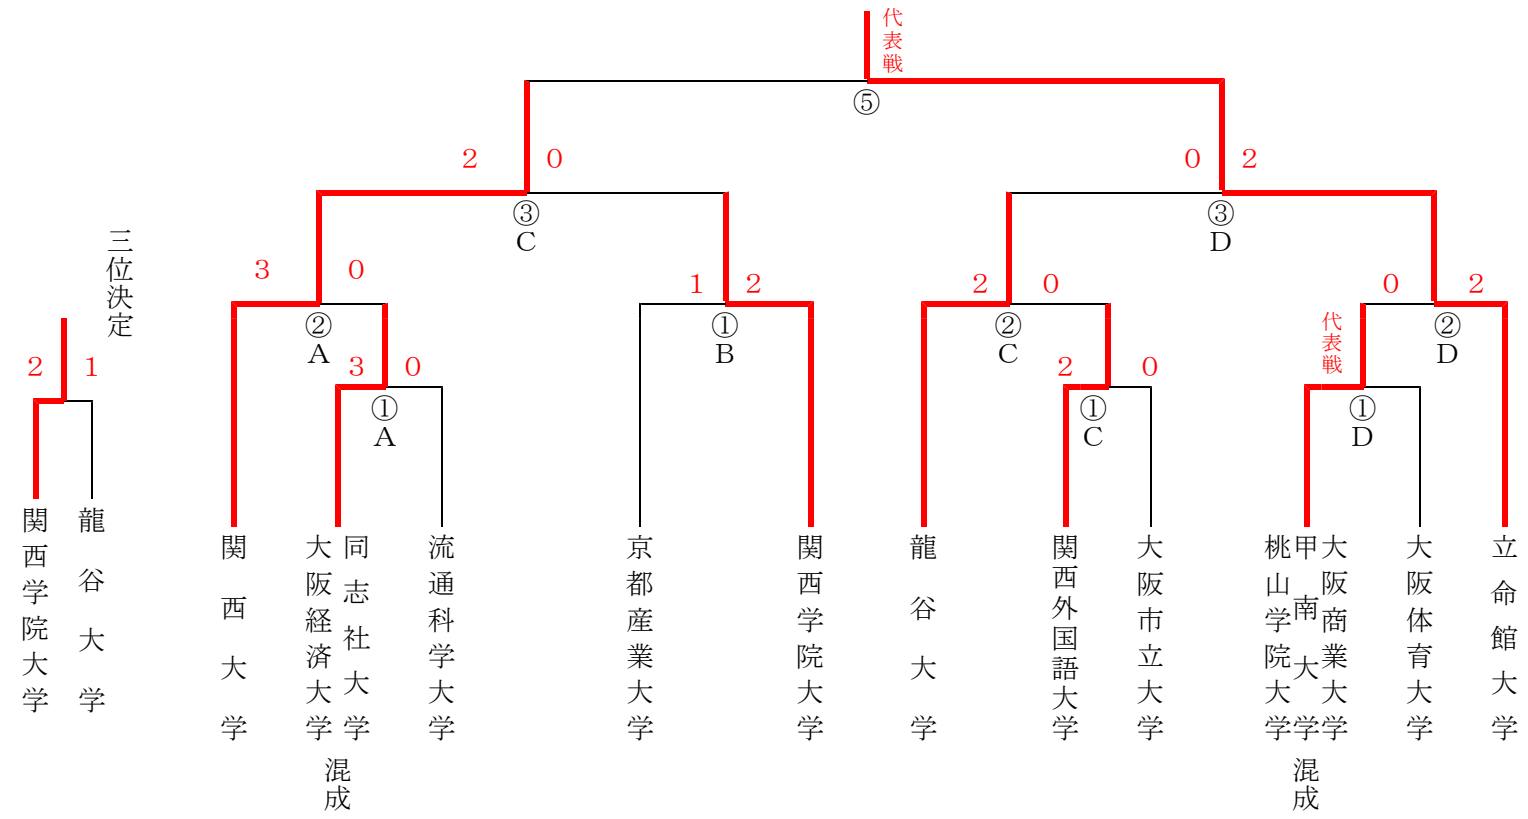 代表戦
⑤
２
０
０
２
③
C
③
D
三位決定
３
０
１
２
２
０
０
２
②
A
①
B
②
C
代表戦
②
D
２
１
３
０
２
０
①
A
①
C
①
D
関西学院大学
龍谷大学
関西大学
大阪経済大学
同志社大学
混成
流通科学大学
京都産業大学
関西学院大学
龍谷大学
関西外国語大学
大阪市立大学
桃山学院大学
甲南大学
大阪商業大学
混成
大阪体育大学
立命館大学